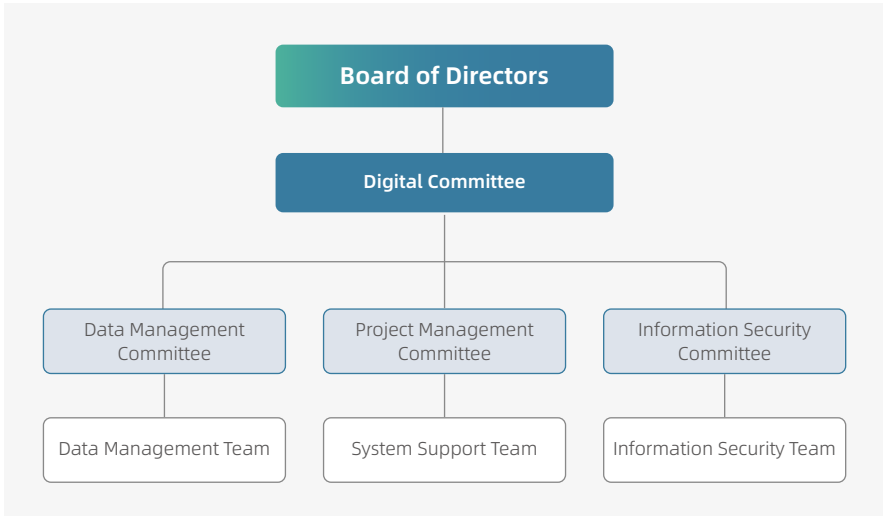 Board of Directors
Digital Committee
Data Management
Committee
Project Management
Committee
Information Security
Committee
Data Management Team
System Support Team
Information Security Team